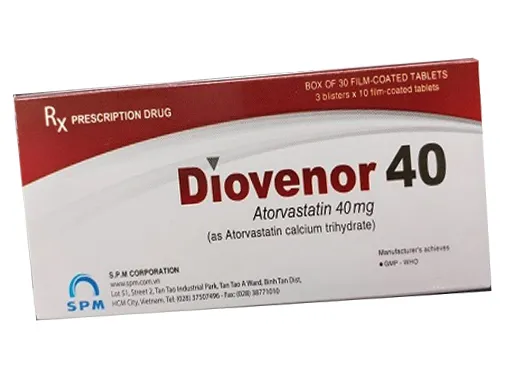 Rx PRESCRIPTION DRUG
BOX OF 30 FILM-COATED TABLETS
3 blisters x 10 film-coated tablets
Diovenor 40
Atorvastatin 40 mg
(as Atorvastatin calcium trihydrate)
Manufacturer's achieves
• GMP - WHO
SPM
S.P.M CORPORATION
www.spm.com.vn
Lot 51, Street 2, Tan Tao Industrial Park, Tan Tao A Ward, Binh Tan Dist,
HCM City, Vietnam. Tel: (028) 37507496 - Fax: (028) 38771010